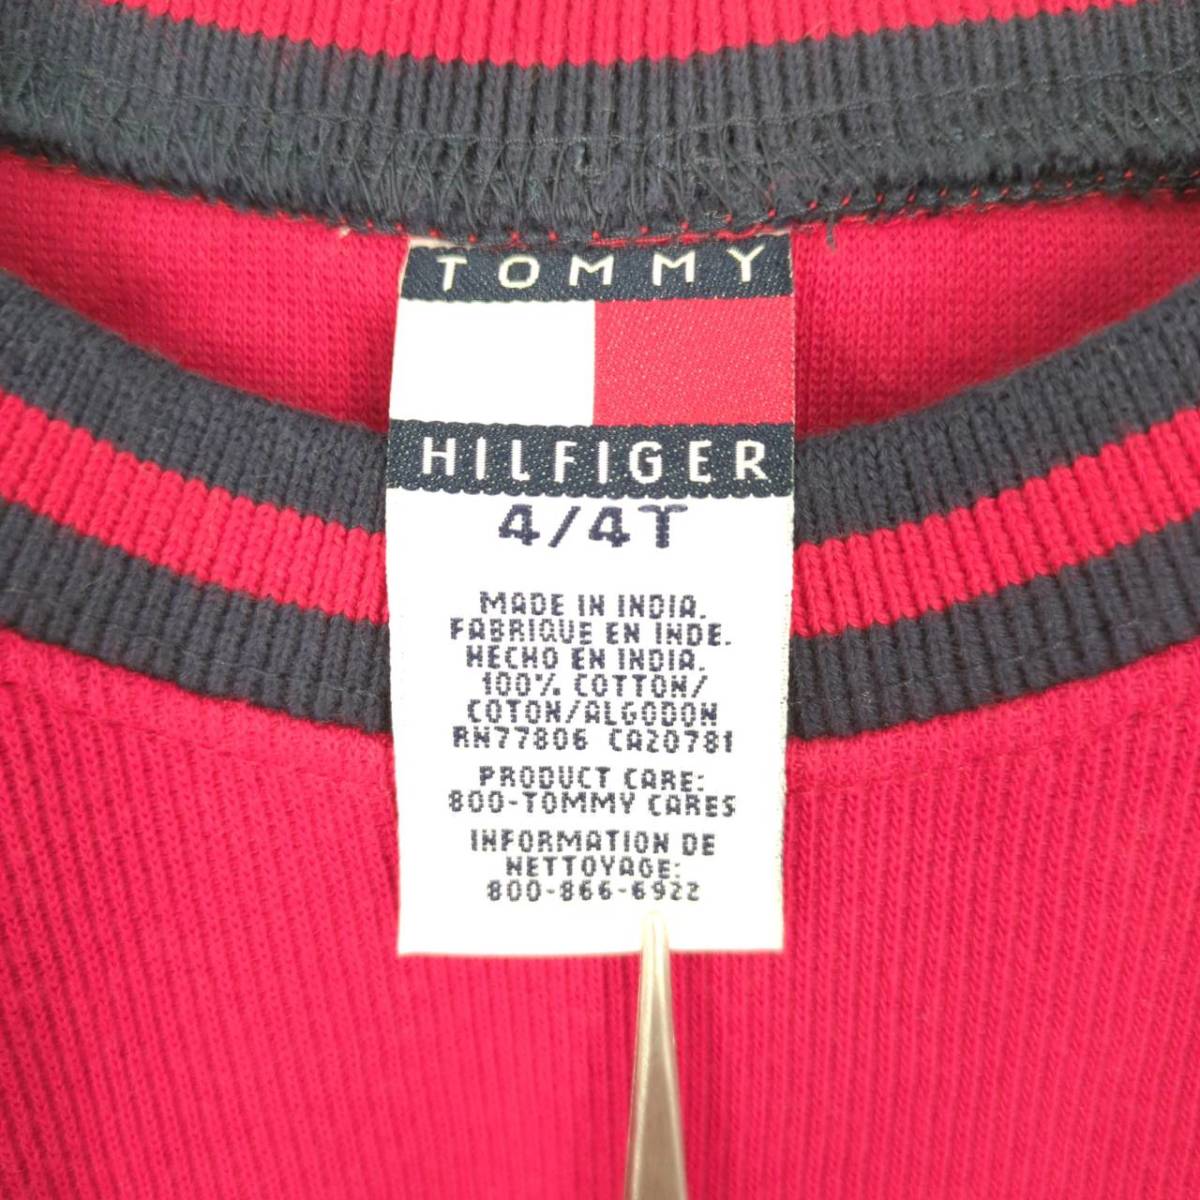 TOMMY
HILFIGER
4/4T
MADE IN INDIA.
FABRIQUE EN INDE.
HECHO EN INDIA.
100% COTTON/
COTON/ALGODON
RN77806 CA20781
PRODUCT CARE:
800-TOMMY CARES
INFORMATION DE
NETTOYAGE:
800-866-6922